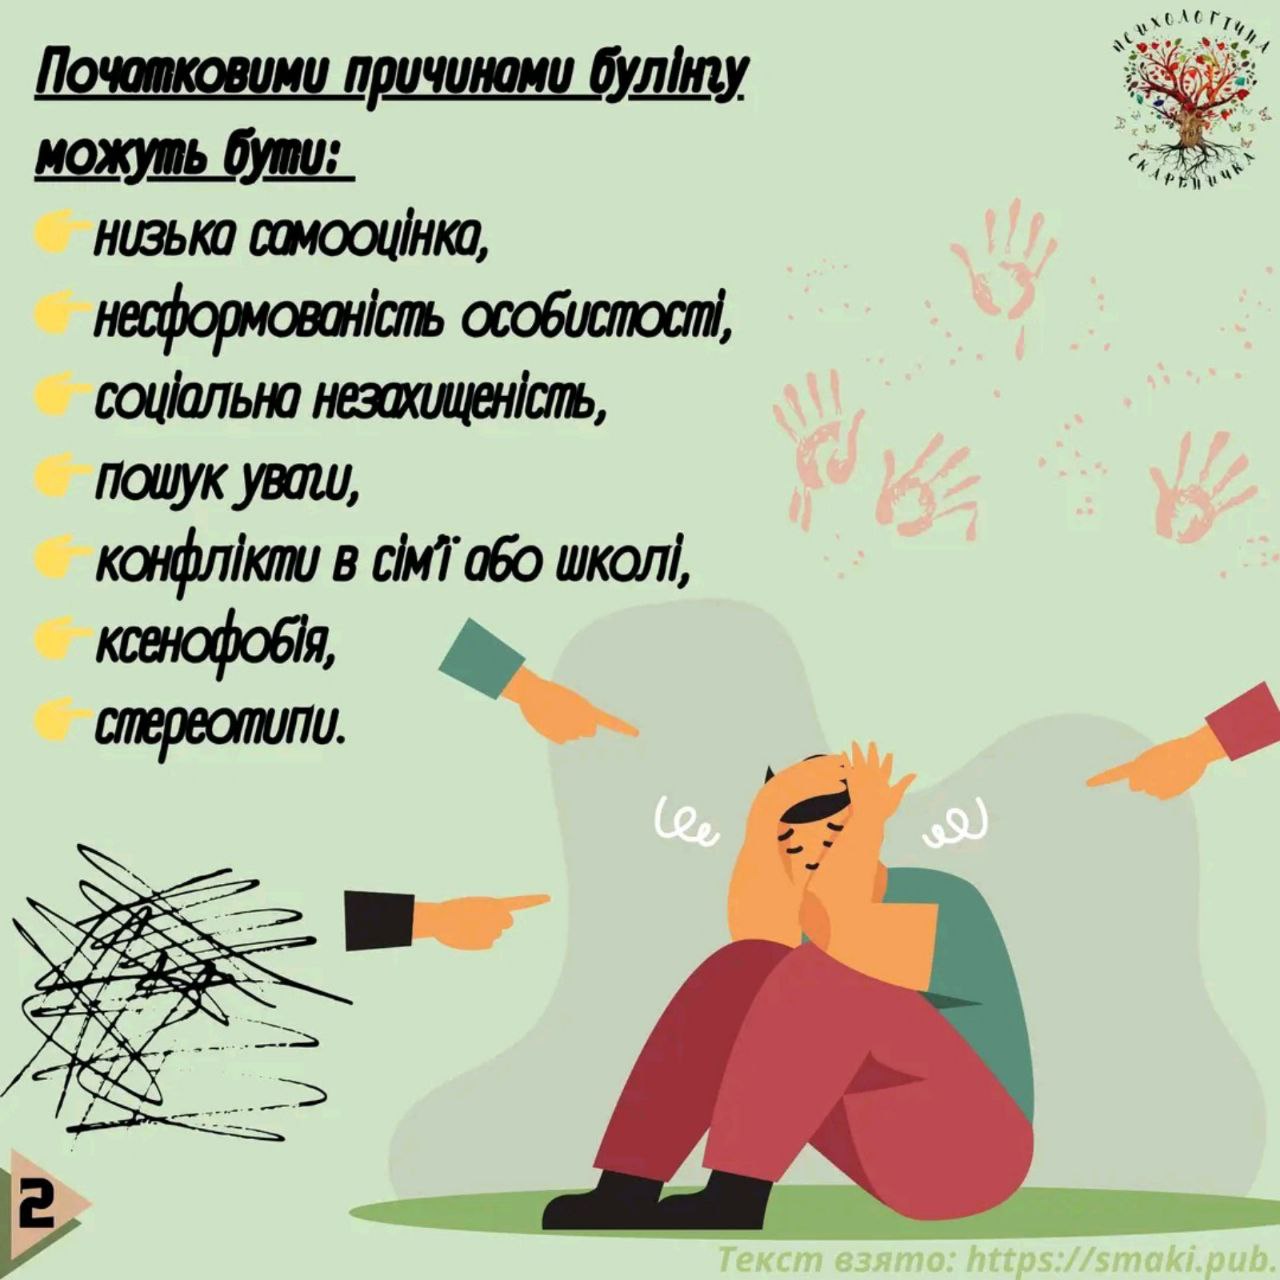 ПСИХОЛОГІЧНА
СКАРБНИЧКА
Початковими причинами булінгу
можуть бути:
низька самооцінка,
несформованість особистості,
соціальна незахищеність,
пошук уваги,
конфлікти в сім'ї або школі,
ксенофобія,
стереотипи.
2
Текст взято: https://smaki.pub.